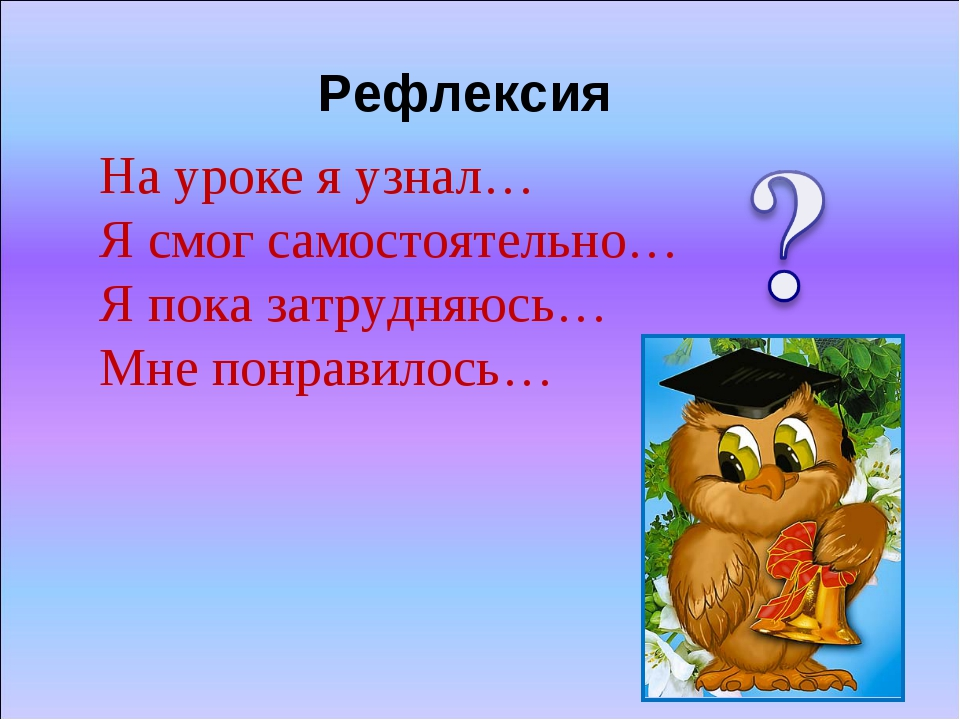 Рефлексия
На уроке я узнал…
Я смог самостоятельно…
Я пока затрудняюсь…
Мне понравилось…
?